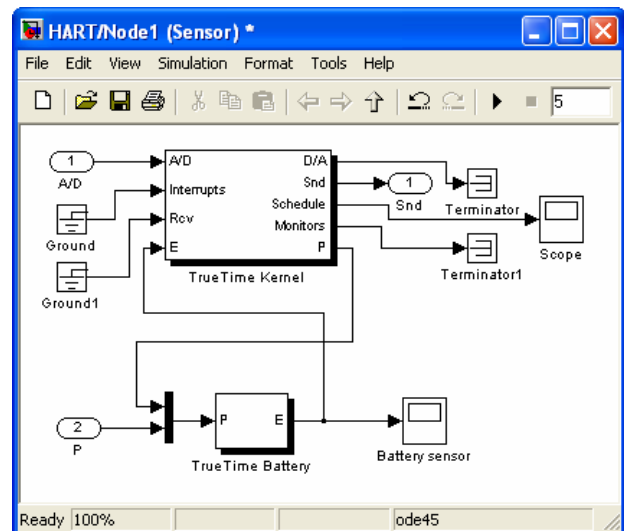 HART/Node1 (Sensor) *
File Edit View Simulation Format Tools Help
5
1
A/D
Ground
Ground1
A/D
Interrupts
Rcv
E
D/A
Snd
Schedule
Monitors
P
TrueTime Kernel
1
Snd
Terminator
Terminator1
Scope
2
P
P E
TrueTime Battery
Battery sensor
Ready 100% ode45